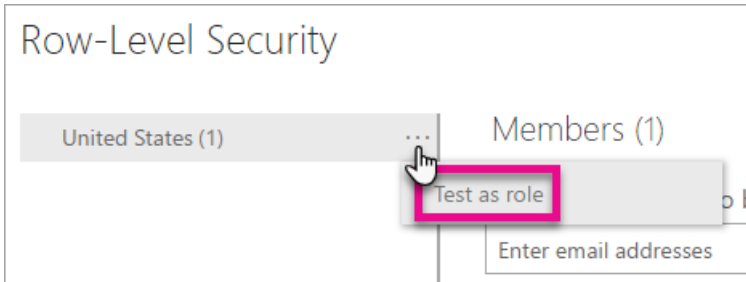 Row-Level Security
United States (1)
...
Members (1)
Test as role
Enter email addresses